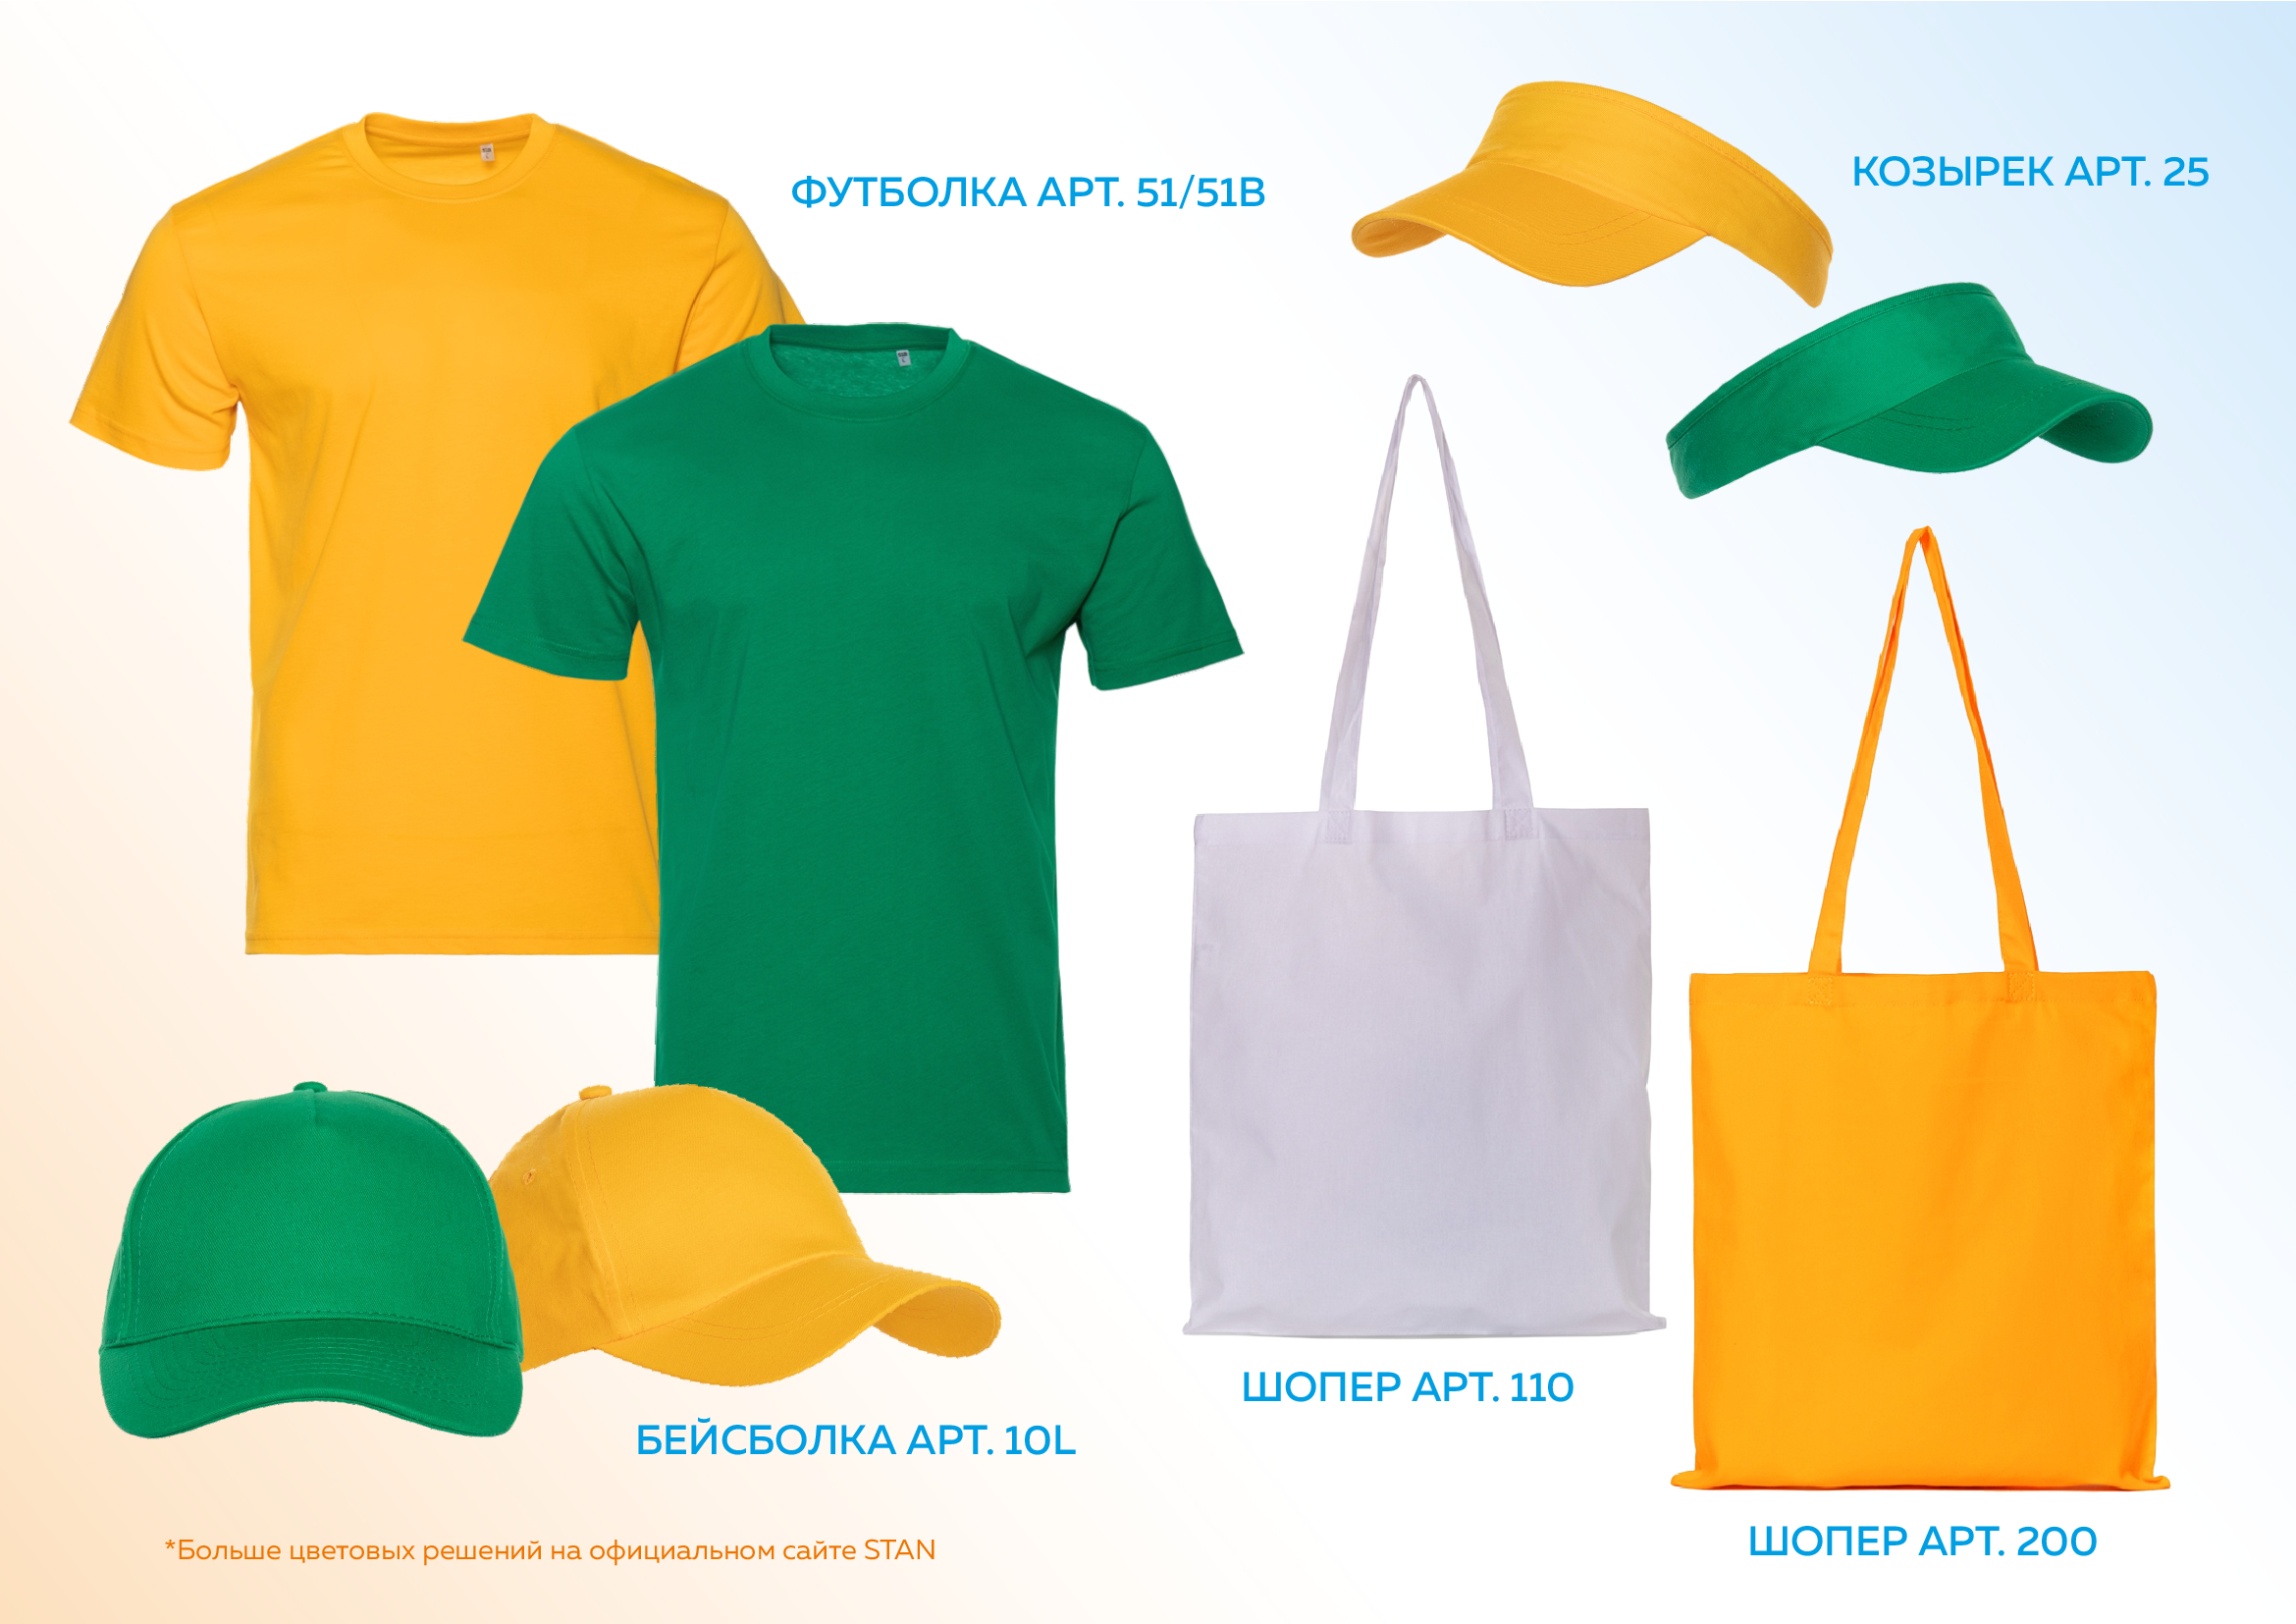 ФУТБОЛКА АРТ. 51/51B
КОЗЫРЕК АРТ. 25
ШОПЕР АРТ. 110
БЕЙСБОЛКА АРТ. 10L
ШОПЕР АРТ. 200
*Больше цветовых решений на официальном сайте STAN